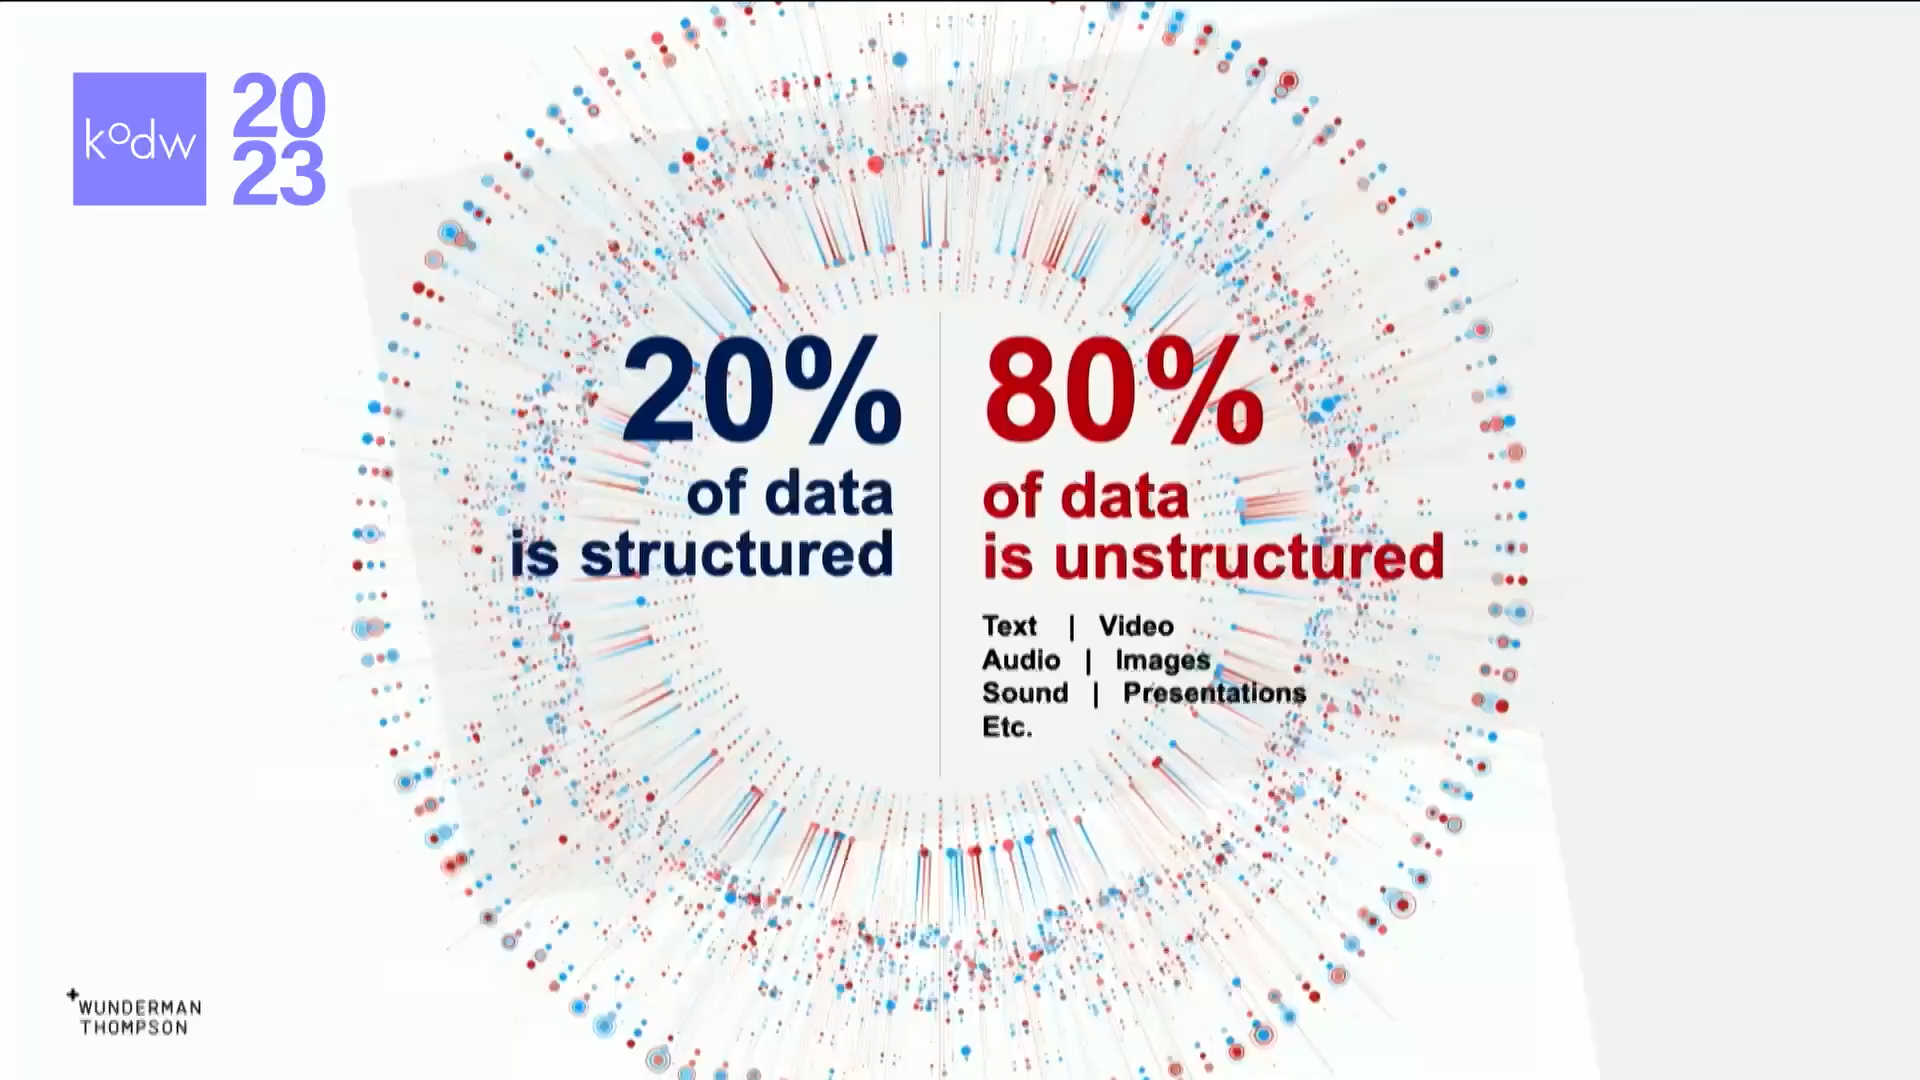 kodw
20
23
20%
of data
is structured
80%
of data
is unstructured
Text | Video
Audio | Images
Sound | Presentations
Etc.
WUNDERMAN
THOMPSON